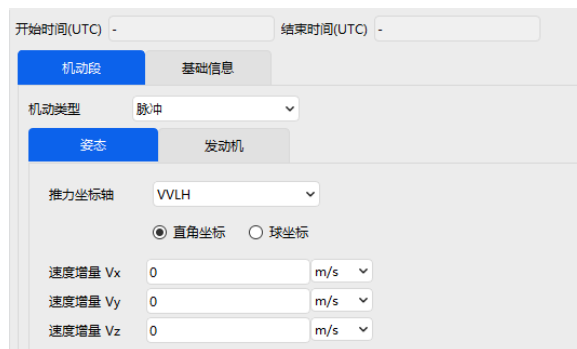 开始时间(UTC) - 结束时间(UTC) -
机动段 基础信息
机动类型 脉冲
姿态 发动机
推力坐标轴 VVLH
直角坐标 球坐标
速度增量 Vx 0 m/s
速度增量 Vy 0 m/s
速度增量 Vz 0 m/s